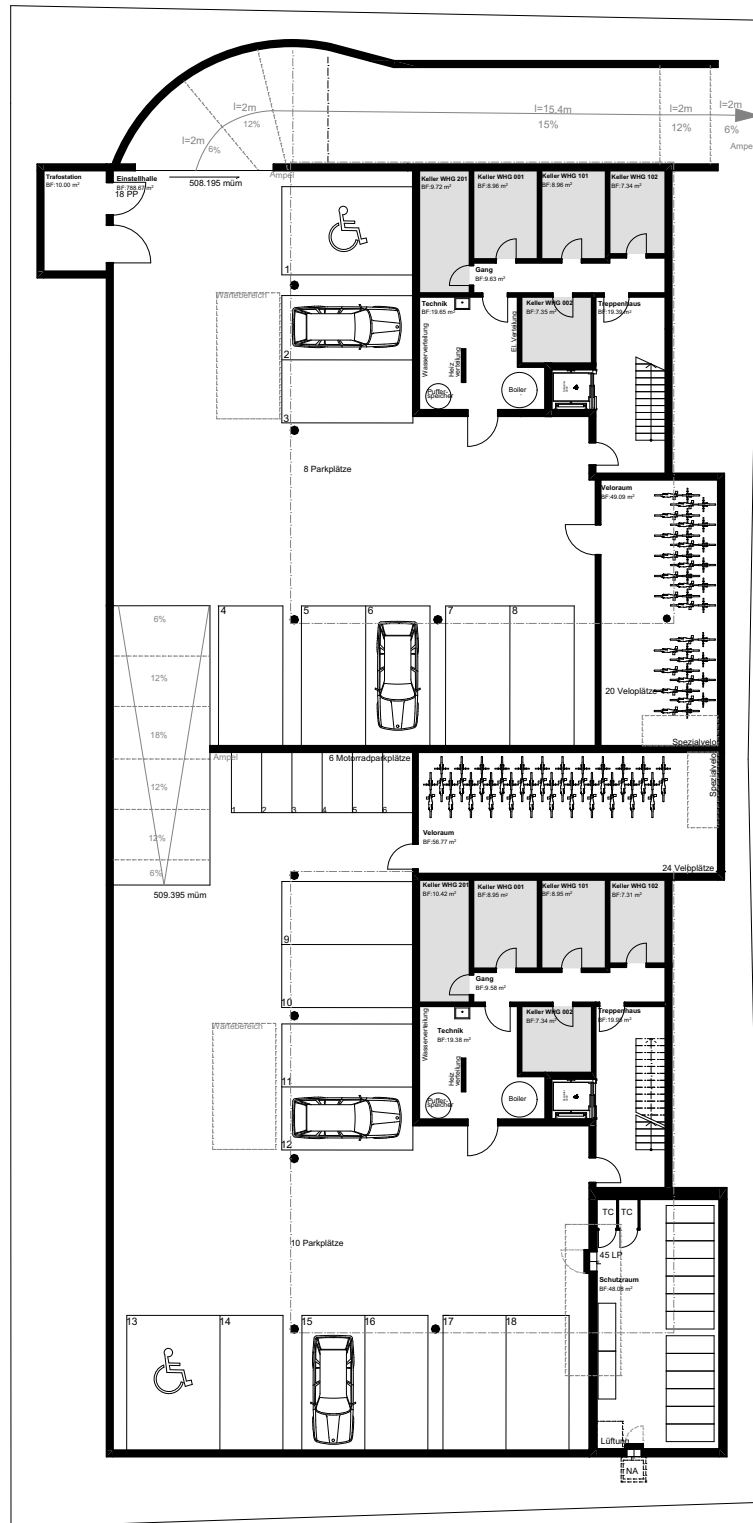 l=2m
l=15.4m
l=2m
l=2m
12%
15%
12%
6%
l=2m
6%
Ampel
Ampel
Trafostation
BF:10.00 m²
Einstellhalle
BF:788.67 m²
18 PP
508.195 müm
Keller WHG 201
BF:9.72 m²
Keller WHG 001
BF:8.96 m²
Keller WHG 101
BF:8.96 m²
Keller WHG 102
BF:7.34 m²
1
Gang
BF:9.63 m²
Wartebereich
Technik
BF:19.65 m²
Keller WHG 002
BF:7.35 m²
Treppenhaus
BF:19.39 m²
Wasserverteilung
Heiz
verteilung
El. Verteilung
2
Puffer-
speicher
Boiler
3
8 Parkplätze
Veloraum
BF:49.09 m²
4
5
6
7
8
6%
12%
18%
12%
12%
6%
20 Veloplätze
Spezialvelo
Ampel
6 Motorradparkplätze
Spezialvelo
1
2
3
4
5
6
Veloraum
BF:56.77 m²
24 Veloplätze
509.395 müm
Keller WHG 201
BF:10.42 m²
Keller WHG 001
BF:8.95 m²
Keller WHG 101
BF:8.95 m²
Keller WHG 102
BF:7.31 m²
9
Gang
BF:9.58 m²
10
Wartebereich
Wasserverteilung
Technik
BF:19.38 m²
Keller WHG 002
BF:7.34 m²
Treppenhaus
Heiz
verteilung
11
Puffer-
speicher
Boiler
12
TC
TC
10 Parkplätze
45 LP
Schutzraum
BF:48.08 m²
13
14
15
16
17
18
Lüftung
NA